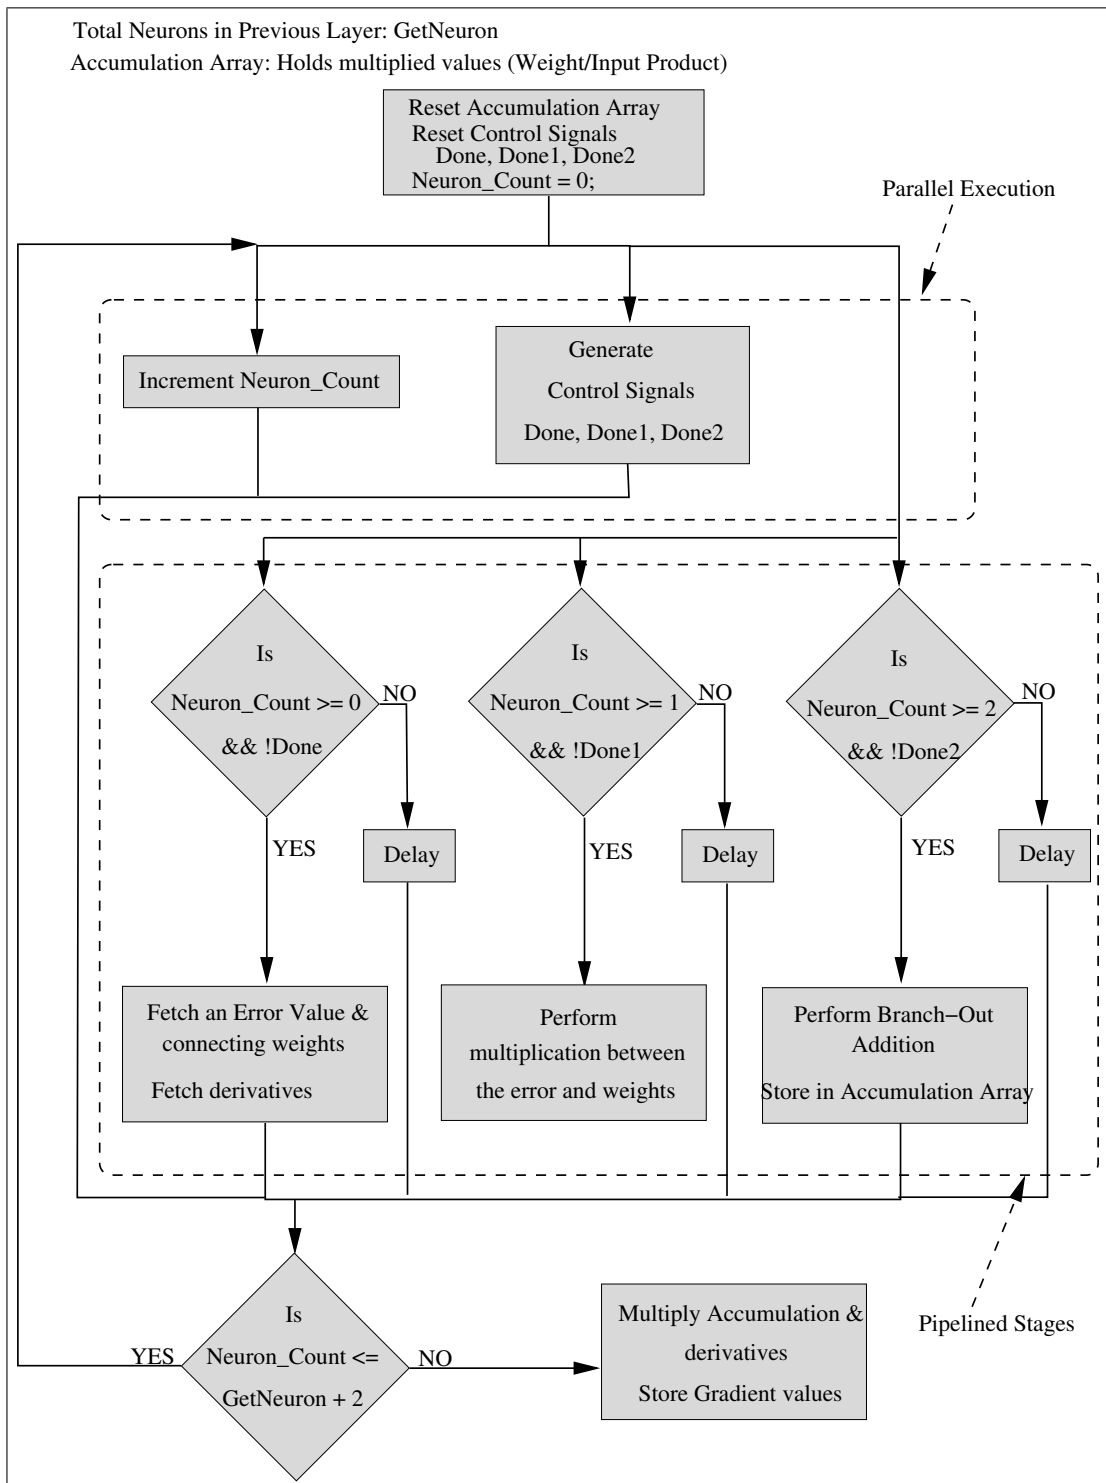 Total Neurons in Previous Layer: GetNeuron
Accumulation Array: Holds multiplied values (Weight/Input Product)
Reset Accumulation Array
Reset Control Signals
Done, Done1, Done2
Neuron_Count = 0;
Parallel Execution
Increment Neuron_Count
Generate
Control Signals
Done, Done1, Done2
Is
Neuron_Count >= 0
&& !Done
NO
YES
Delay
Is
Neuron_Count >= 1
&& !Done1
NO
YES
Delay
Is
Neuron_Count >= 2
&& !Done2
NO
YES
Delay
Fetch an Error Value &
connecting weights
Fetch derivatives
Perform
multiplication between
the error and weights
Perform Branch−Out
Addition
Store in Accumulation Array
Is
Neuron_Count <=
GetNeuron + 2
YES
NO
Multiply Accumulation &
derivatives
Store Gradient values
Pipelined Stages